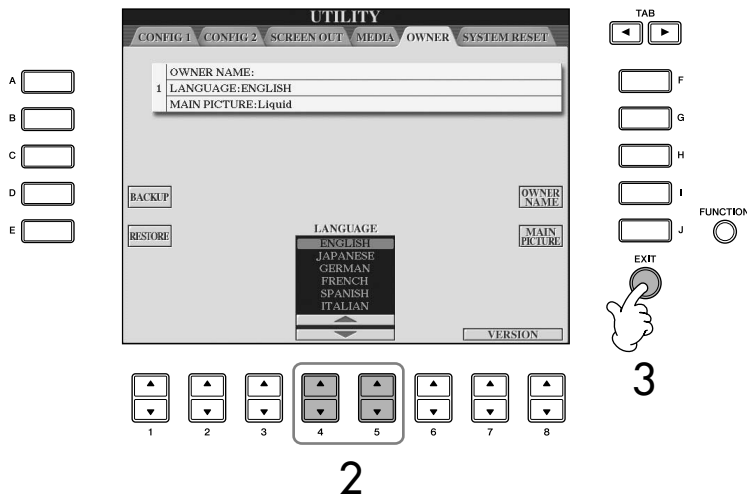 UTILITY
CONFIG 1 CONFIG 2 SCREEN OUT MEDIA OWNER SYSTEM RESET
TAB
OWNER NAME:
1 LANGUAGE:ENGLISH
MAIN PICTURE:Liquid
A
B
C
D
E
F
G
H
I
J
BACKUP
RESTORE
OWNER
NAME
MAIN
PICTURE
LANGUAGE
ENGLISH
JAPANESE
GERMAN
FRENCH
SPANISH
ITALIAN
VERSION
FUNCTION
EXIT
3
1 2 3 4 5 6 7 8
2